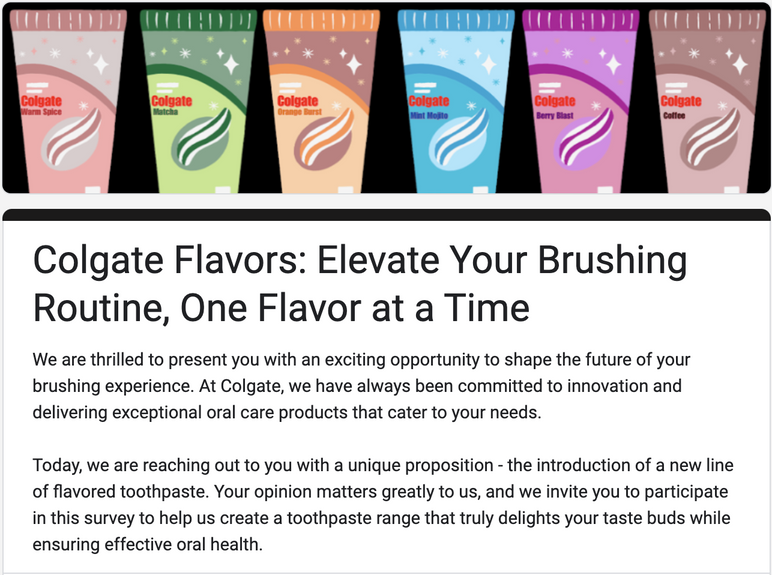 Colgate
Warm Spice
Colgate
Matcha
Colgate
Orange Burst
Colgate
Mint Mojito
Colgate
Berry Blast
Colgate
Coffee
Colgate Flavors: Elevate Your Brushing
Routine, One Flavor at a Time
We are thrilled to present you with an exciting opportunity to shape the future of your
brushing experience. At Colgate, we have always been committed to innovation and
delivering exceptional oral care products that cater to your needs.
Today, we are reaching out to you with a unique proposition - the introduction of a new line
of flavored toothpaste. Your opinion matters greatly to us, and we invite you to participate
in this survey to help us create a toothpaste range that truly delights your taste buds while
ensuring effective oral health.